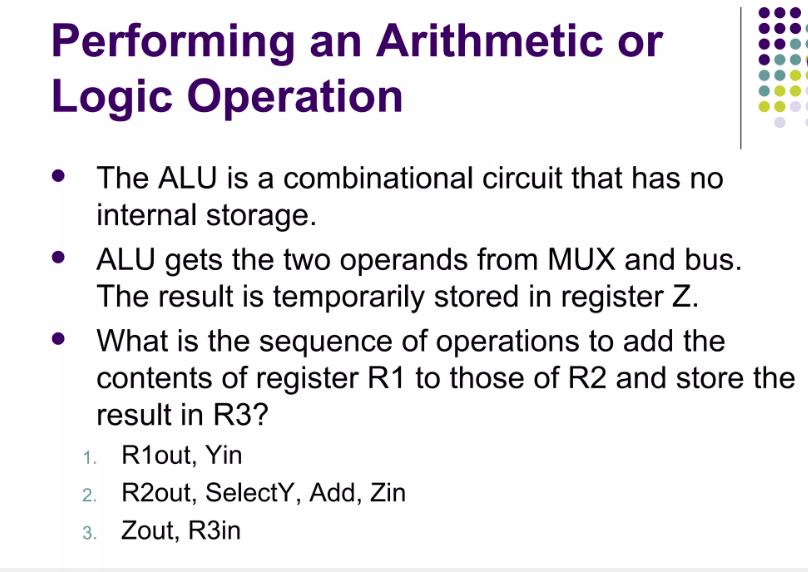 Performing an Arithmetic or
Logic Operation
The ALU is a combinational circuit that has no
internal storage.
ALU gets the two operands from MUX and bus.
The result is temporarily stored in register Z.
What is the sequence of operations to add the
contents of register R1 to those of R2 and store the
result in R3?
1. R1out, Yin
2. R2out, SelectY, Add, Zin
3. Zout, R3in